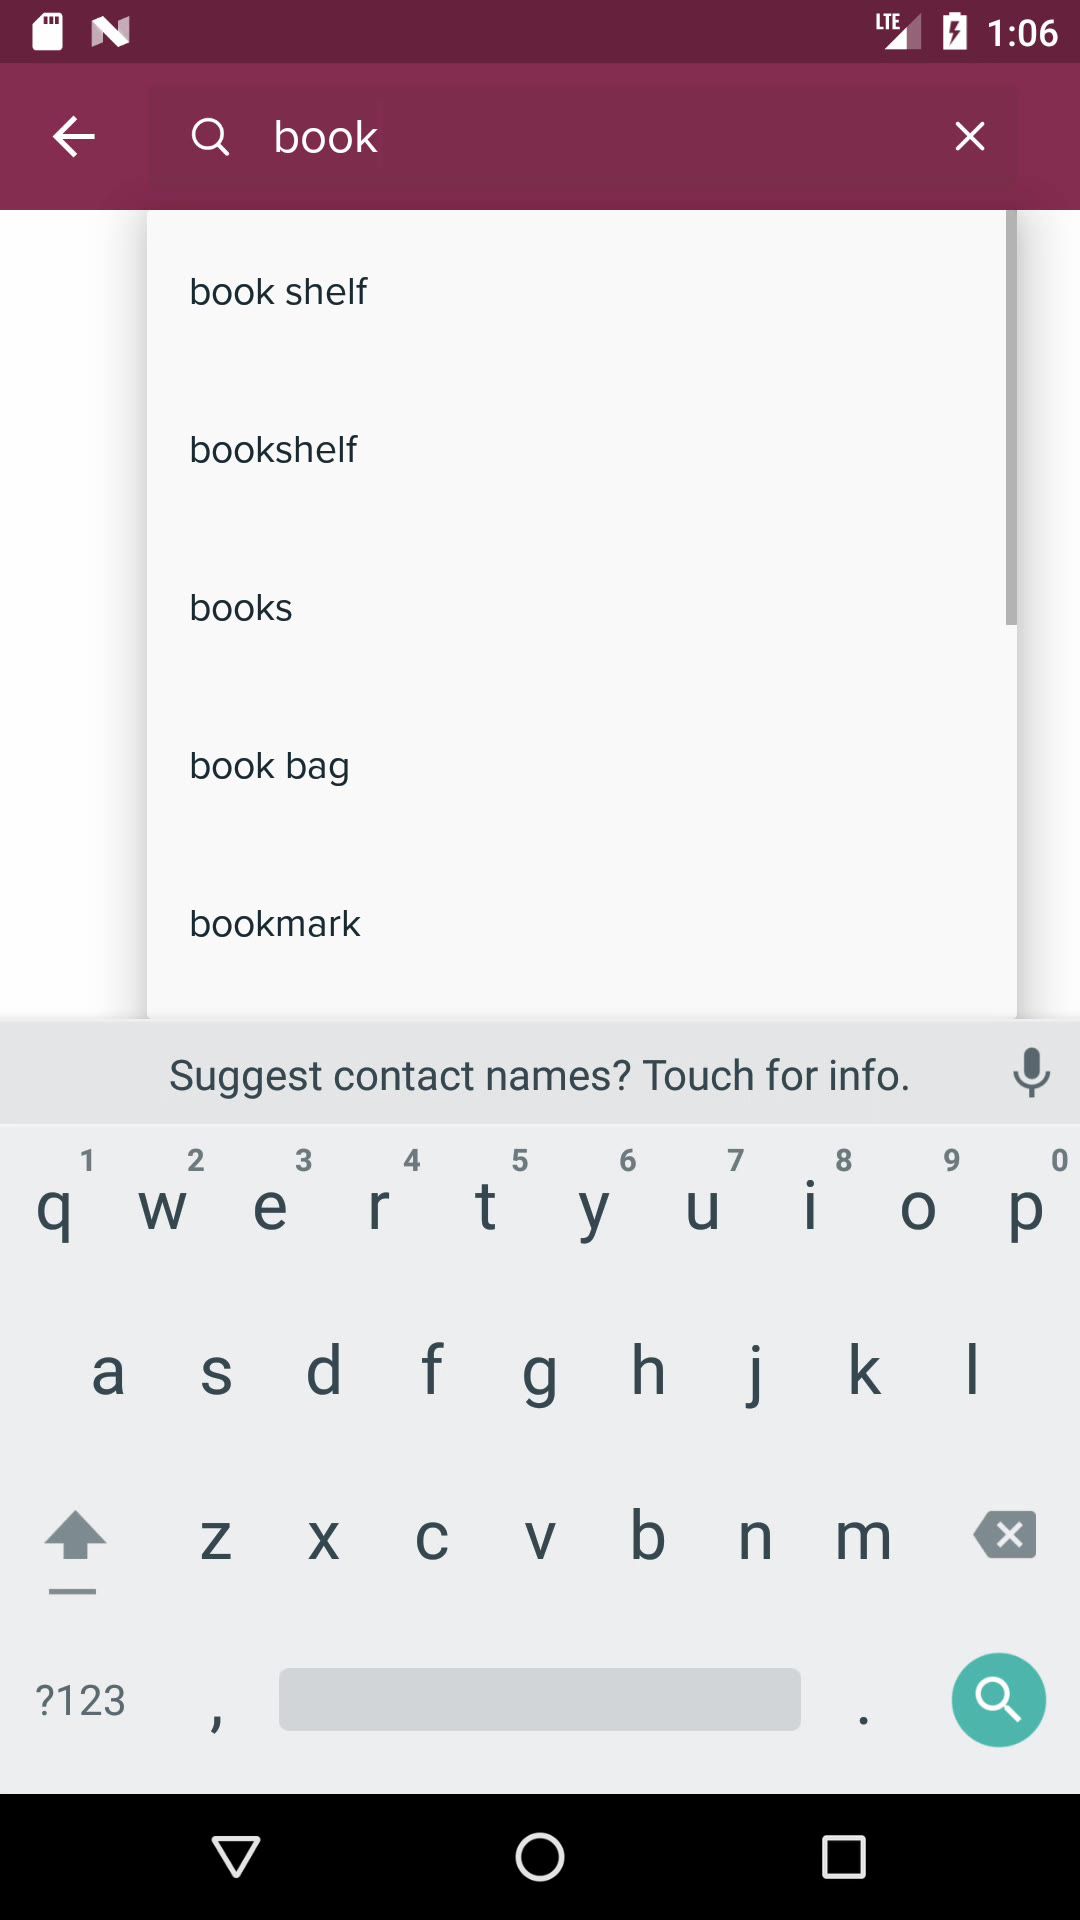 LTE 1:06
book
book shelf
bookshelf
books
book bag
bookmark
Suggest contact names? Touch for info.
1 2 3 4 5 6 7 8 9 0
q w e r t y u i o p
a s d f g h j k l
z x c v b n m
?123 , .